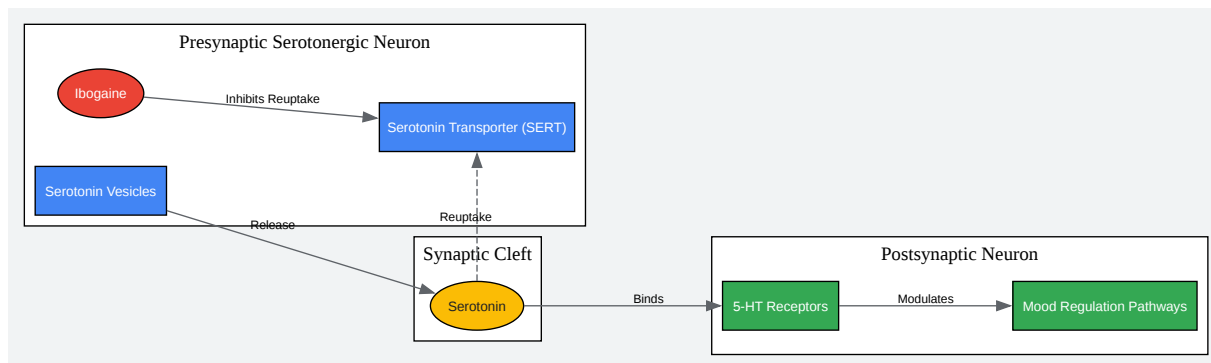 Presynaptic Serotonergic Neuron
Ibogaine
Inhibits Reuptake
Serotonin Transporter (SERT)
Serotonin Vesicles
Release
Reuptake
Synaptic Cleft
Serotonin
Binds
Postsynaptic Neuron
5-HT Receptors
Modulates
Mood Regulation Pathways